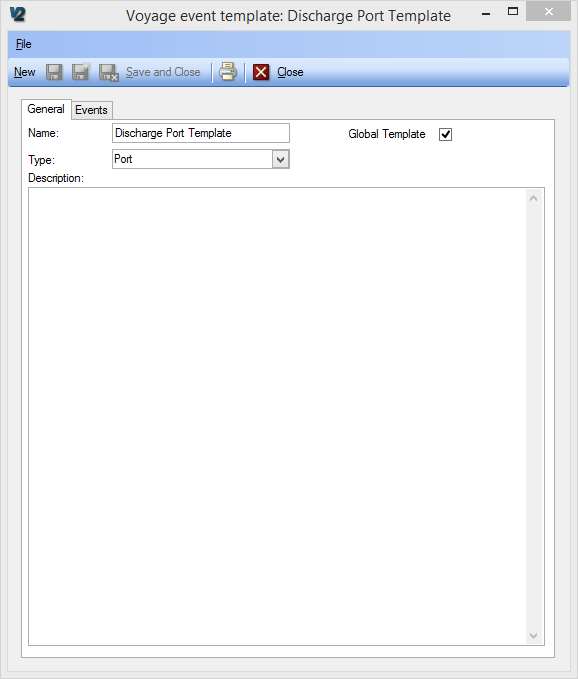 V2 Voyage event template: Discharge Port Template
File
New Save and Close Close
General Events
Name: Discharge Port Template Global Template
Type: Port
Description: